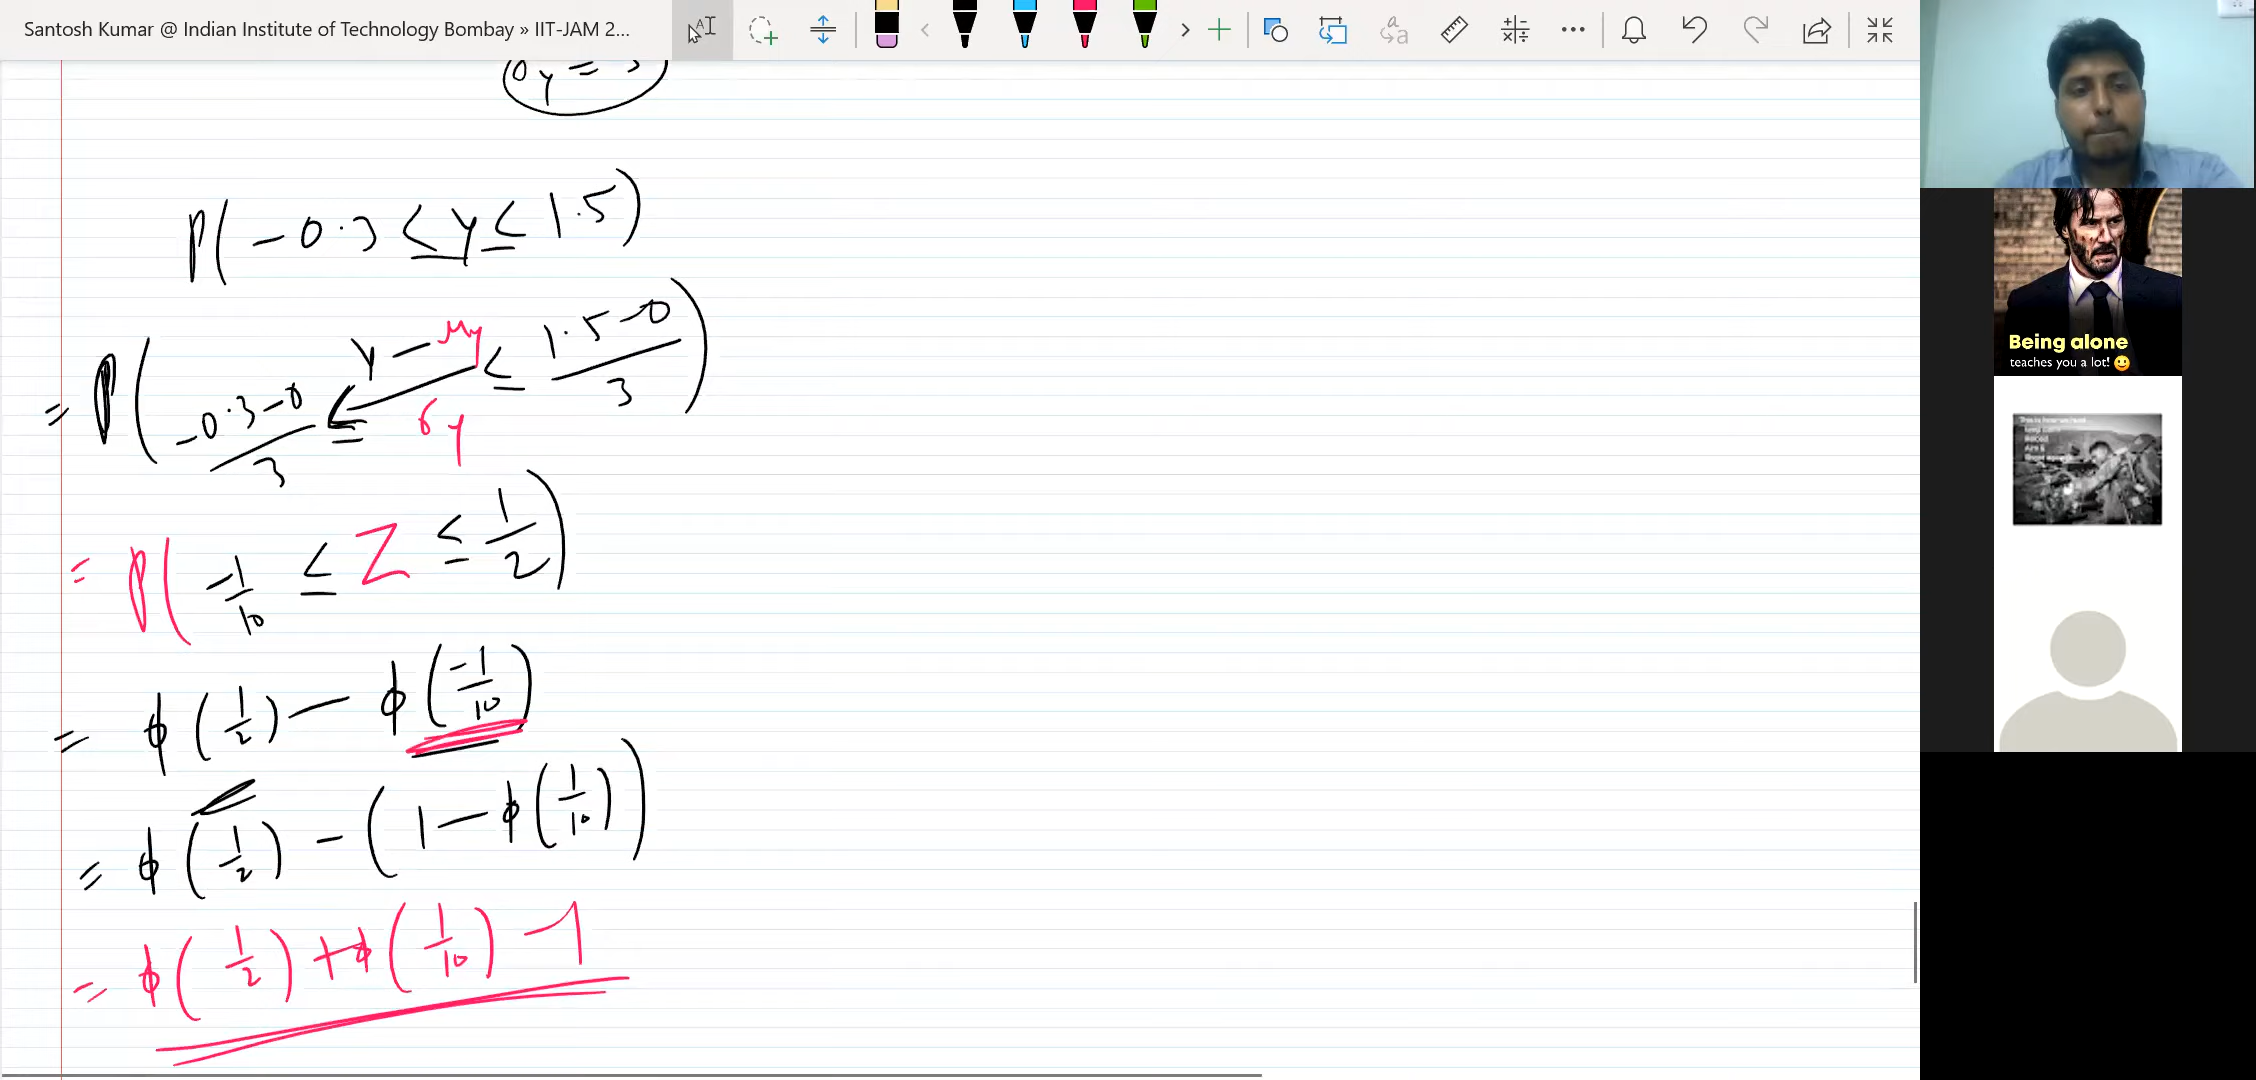 Santosh Kumar @ Indian Institute of Technology Bombay » IIT-JAM 2...
σy = 3
P( -0.3 ≤ y ≤ 1.5 )
= P( (-0.3-0)/3 ≤ (y - μy)/σy ≤ (1.5-0)/3 )
= P( -1/10 ≤ Z ≤ 1/2 )
= ϕ(1/2) - ϕ(-1/10)
= ϕ(1/2) - (1 - ϕ(1/10))
= ϕ(1/2) + ϕ(1/10) - 1
Being alone
teaches you a lot!